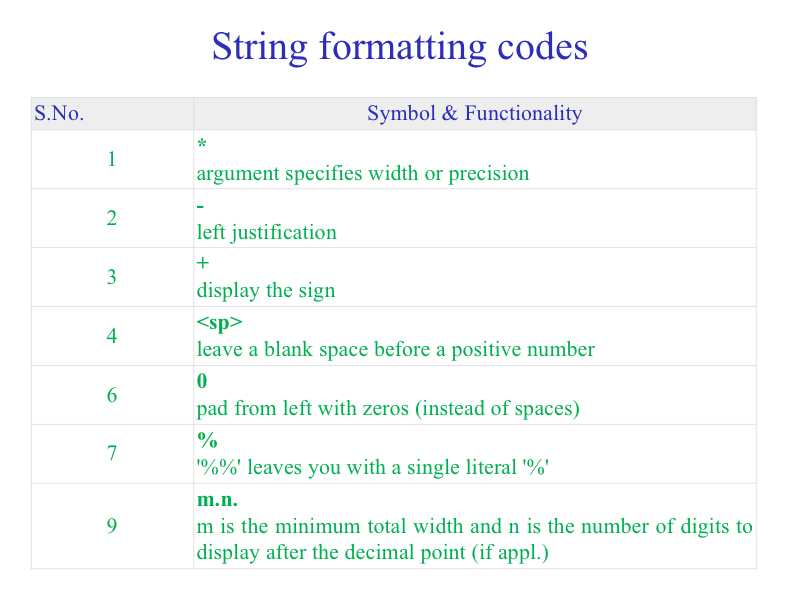 String formatting codes
S.No. Symbol & Functionality
1
*
argument specifies width or precision
2
-
left justification
3
+
display the sign
4
<sp>
leave a blank space before a positive number
6
0
pad from left with zeros (instead of spaces)
7
%
'%%' leaves you with a single literal '%'
9
m.n.
m is the minimum total width and n is the number of digits to
display after the decimal point (if appl.)